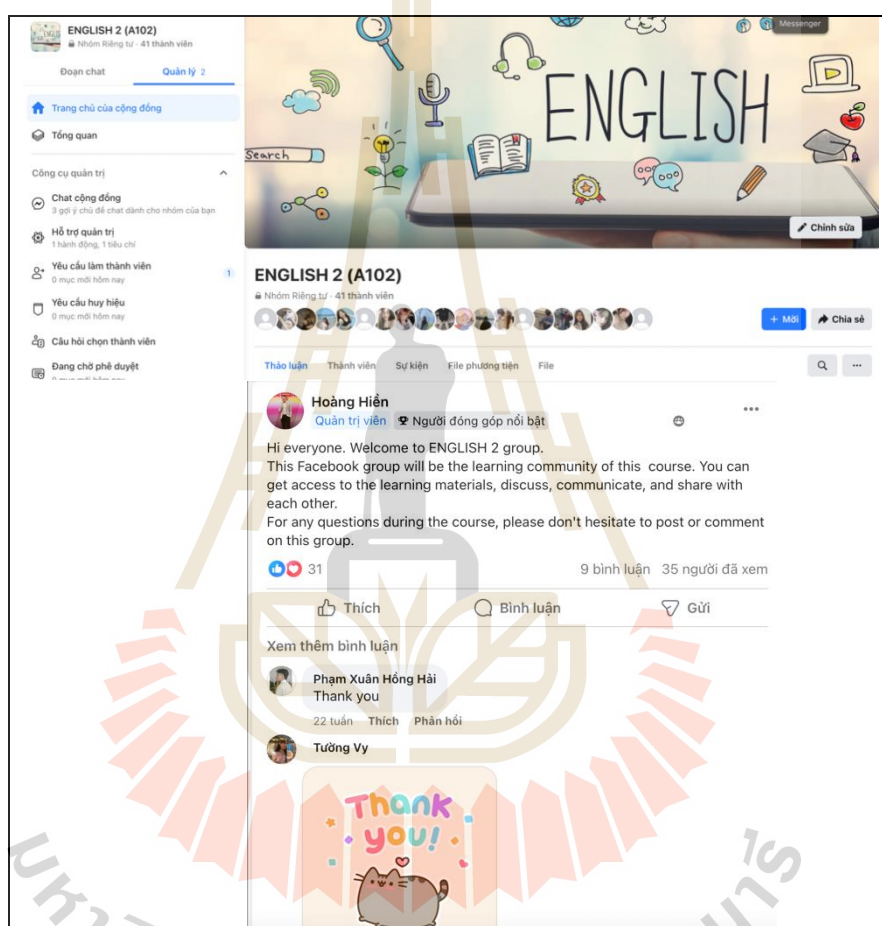 ENGLISH 2 (A102)
Nhóm Riêng tư · 41 thành viên
Đoạn chat Quản lý 2
Trang chủ của cộng đồng
Tổng quan
Công cụ quản trị
Chat cộng đồng
3 gợi ý chủ đề chat dành cho nhóm của bạn
Hỗ trợ quản trị
1 hành động, 1 tiêu chí
Yêu cầu làm thành viên 1
0 mục mới hôm nay
Yêu cầu huy hiệu
0 mục mới hôm nay
Câu hỏi chọn thành viên
Đang chờ phê duyệt
0 mục mới hôm nay
Messenger
ENGLISH
Search
Chỉnh sửa
ENGLISH 2 (A102)
Nhóm Riêng tư · 41 thành viên
+ Mời Chia sẻ
Thảo luận Thành viên Sự kiện File phương tiện File
Hoàng Hiền
Quản trị viên Người đóng góp nổi bật
Hi everyone. Welcome to ENGLISH 2 group.
This Facebook group will be the learning community of this course. You can
get access to the learning materials, discuss, communicate, and share with
each other.
For any questions during the course, please don't hesitate to post or comment
on this group.
31 9 bình luận 35 người đã xem
Thích Bình luận Gửi
Xem thêm bình luận
Phạm Xuân Hồng Hải
Thank you
22 tuần Thích Phản hồi
Tường Vy
Thank
you!